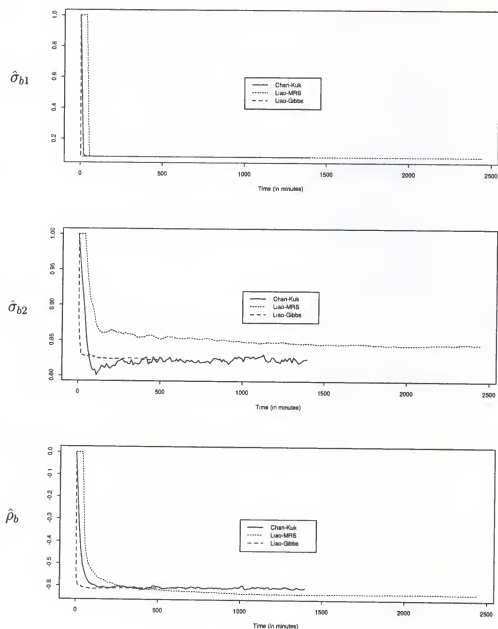 σ̂b1
1.0
0.8
0.6
0.4
0.2
Chan-Kuk
Liao-MRS
Liao-Gibbs
0 500 1000 1500 2000 2500
Time (in minutes)
σ̂b2
1.00
0.95
0.90
0.85
0.80
Chan-Kuk
Liao-MRS
Liao-Gibbs
0 500 1000 1500 2000 2500
Time (in minutes)
ρ̂b
0.0
-0.1
-0.2
-0.3
-0.4
-0.5
-0.6
Chan-Kuk
Liao-MRS
Liao-Gibbs
0 500 1000 1500 2000 2500
Time (in minutes)